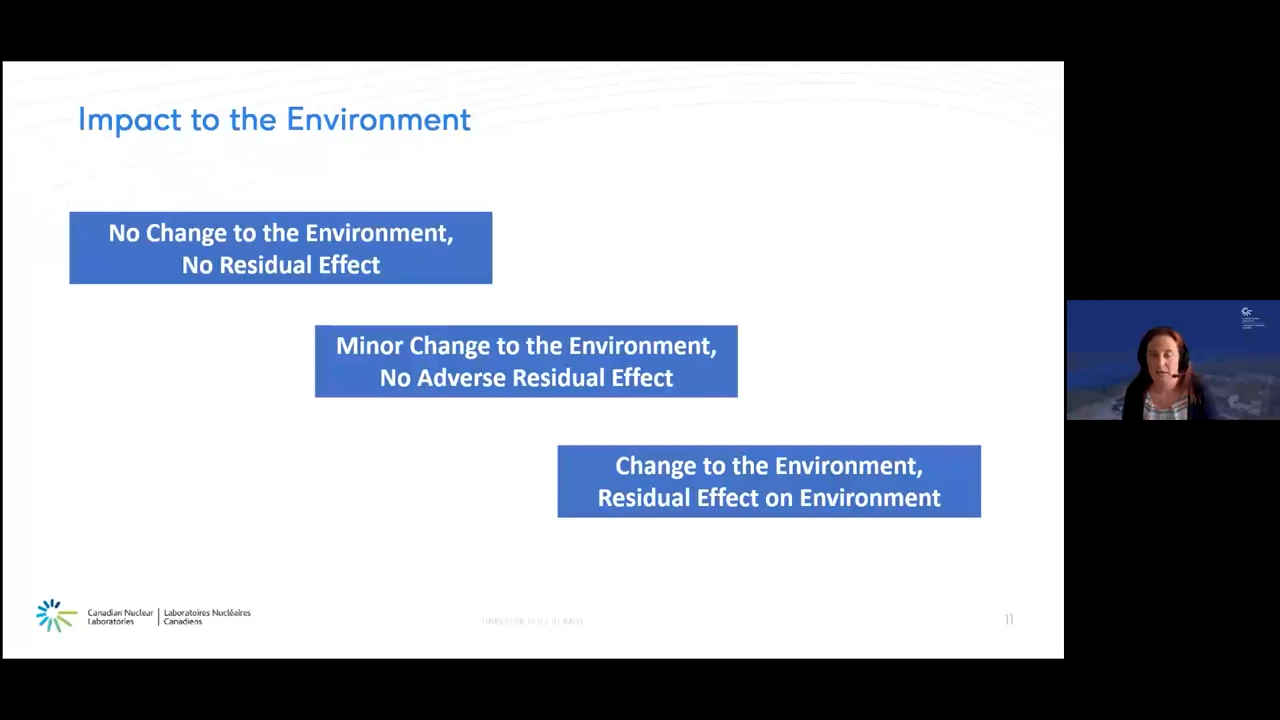 Impact to the Environment
No Change to the Environment,
No Residual Effect
Minor Change to the Environment,
No Adverse Residual Effect
Change to the Environment,
Residual Effect on Environment
Canadian Nuclear | Laboratoires Nucléaires
Laboratories | Canadiens
11